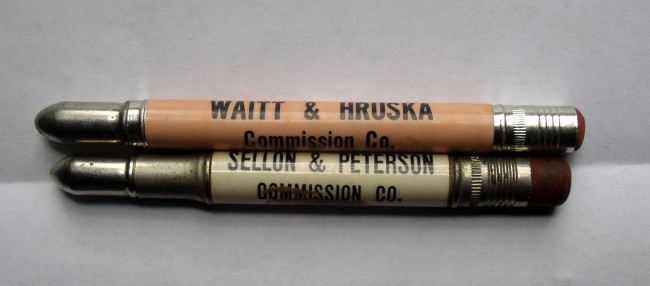 WAITT & HRUSKA
Commission Co.
SELLON & PETERSON
COMMISSION CO.